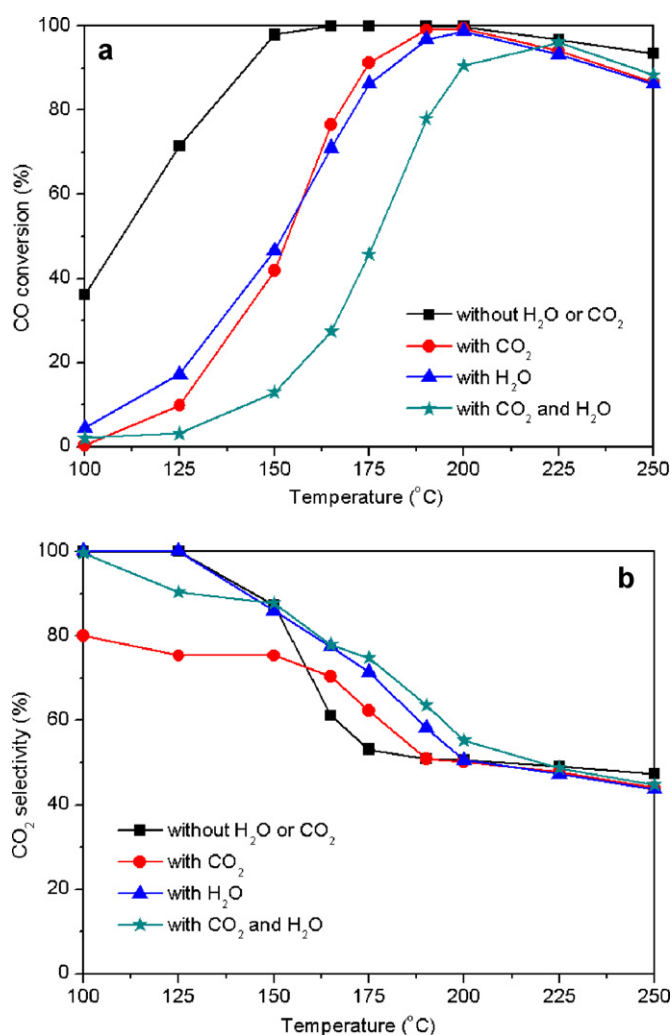 a
100
80
60
40
20
0
CO conversion (%)
without H₂O or CO₂
with CO₂
with H₂O
with CO₂ and H₂O
100 125 150 175 200 225 250
Temperature (°C)
b
100
80
60
40
20
0
CO₂ selectivity (%)
without H₂O or CO₂
with CO₂
with H₂O
with CO₂ and H₂O
100 125 150 175 200 225 250
Temperature (°C)